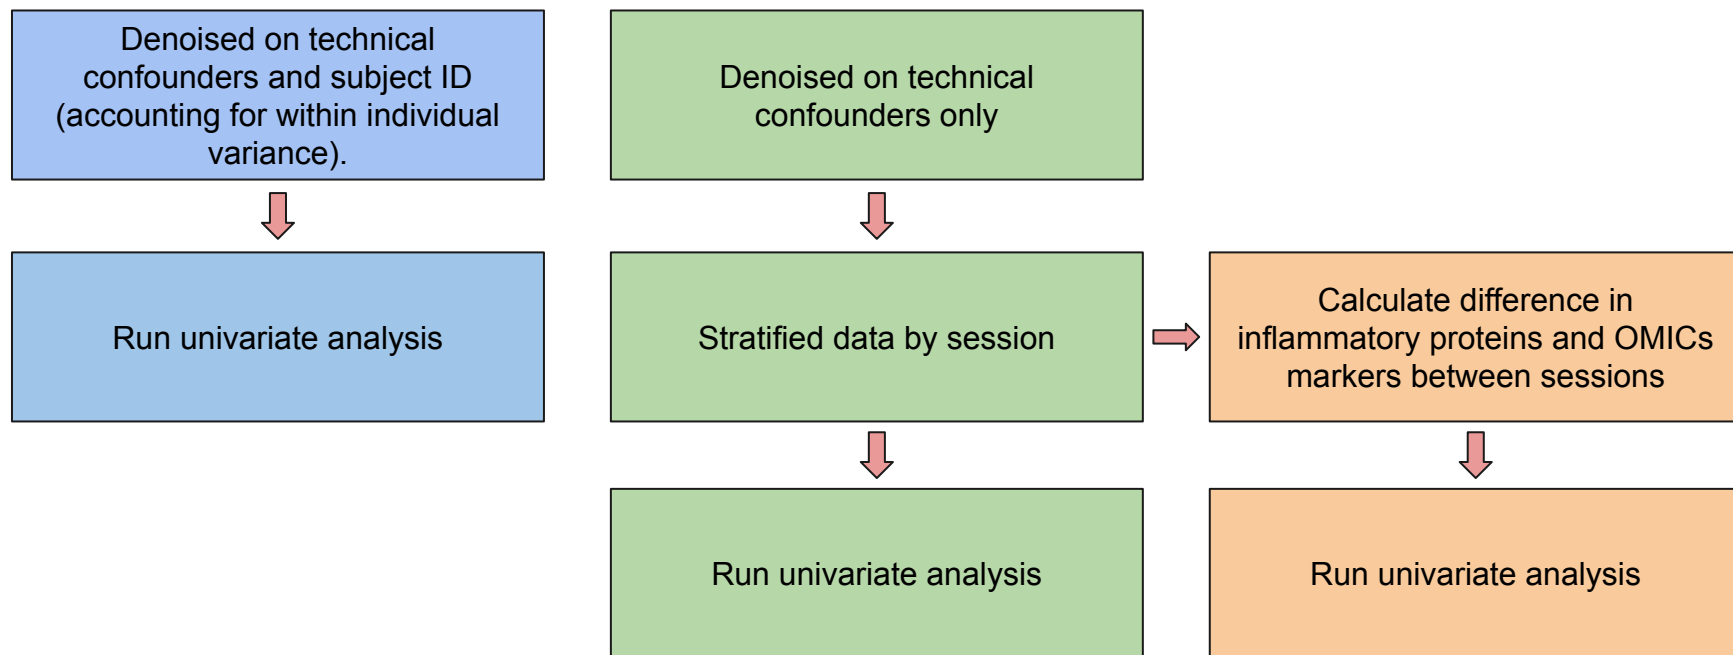 Denoised on technical
confounders and subject ID
(accounting for within individual
variance).
Denoised on technical
confounders only
Run univariate analysis
Stratified data by session
Calculate difference in
inflammatory proteins and OMICs
markers between sessions
Run univariate analysis
Run univariate analysis